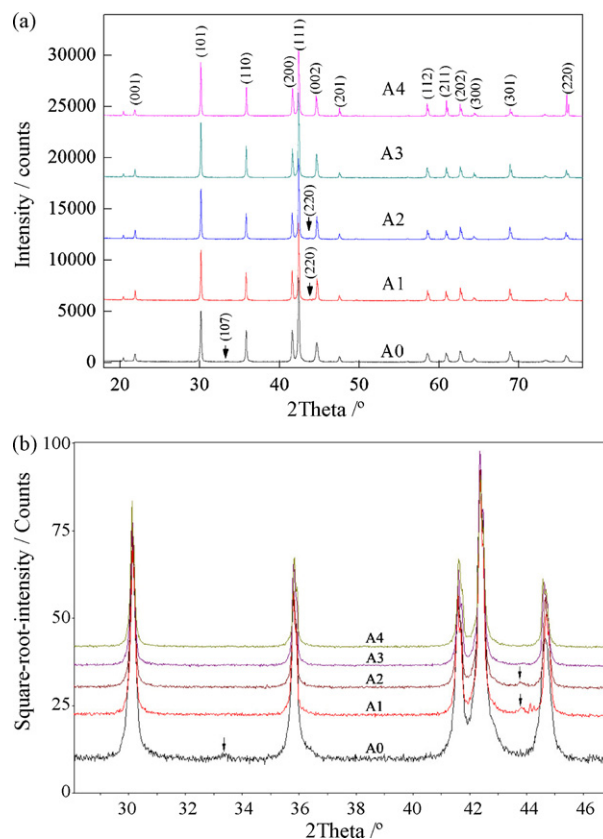 (a)
30000
25000
20000
15000
10000
5000
0
Intensity / counts
(001)
(101)
(110)
(200)
(111)
(002)
(201)
(112)
(211)
(202)
(300)
(301)
(220)
A4
A3
(220)
A2
(220)
A1
(107)
A0
20 30 40 50 60 70
2Theta /º
(b)
100
75
50
25
0
Square-root-intensity / Counts
A4
A3
A2
A1
A0
30 32 34 36 38 40 42 44 46
2Theta /º